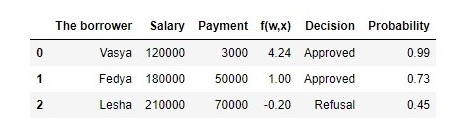 The borrower Salary Payment f(w,x) Decision Probability
0 Vasya 120000 3000 4.24 Approved 0.99
1 Fedya 180000 50000 1.00 Approved 0.73
2 Lesha 210000 70000 -0.20 Refusal 0.45